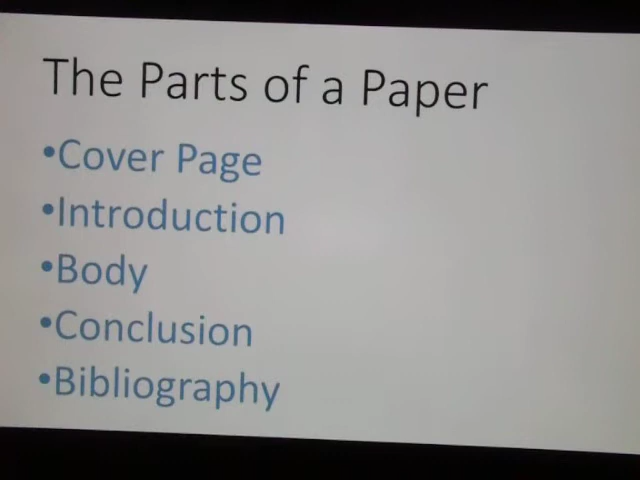 The Parts of a Paper
•Cover Page
•Introduction
•Body
•Conclusion
•Bibliography